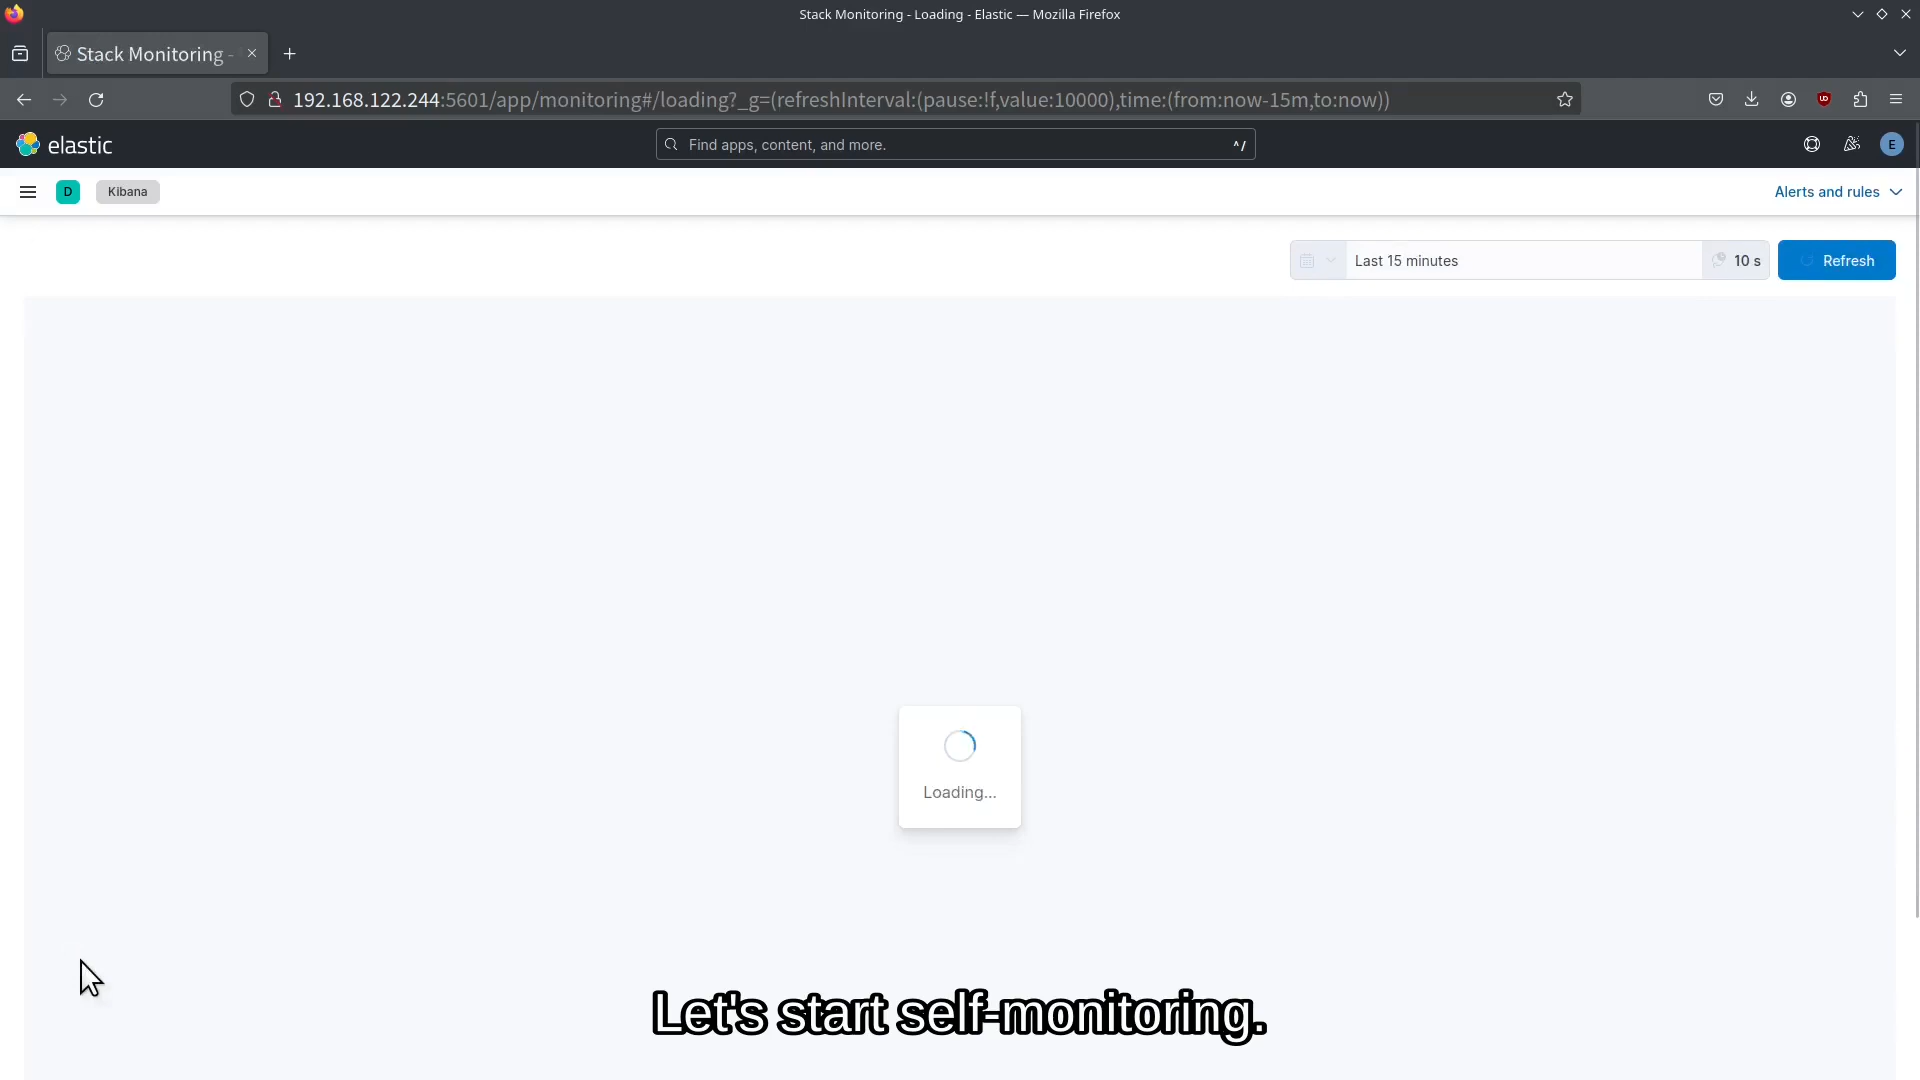 Stack Monitoring - Loading - Elastic — Mozilla Firefox
Stack Monitoring -
192.168.122.244:5601/app/monitoring#/loading?_g=(refreshInterval:(pause:!f,value:10000),time:(from:now-15m,to:now))
elastic
Find apps, content, and more.
^/
E
D
Kibana
Alerts and rules
Last 15 minutes
10 s
Refresh
Loading...
Let's start self-monitoring.